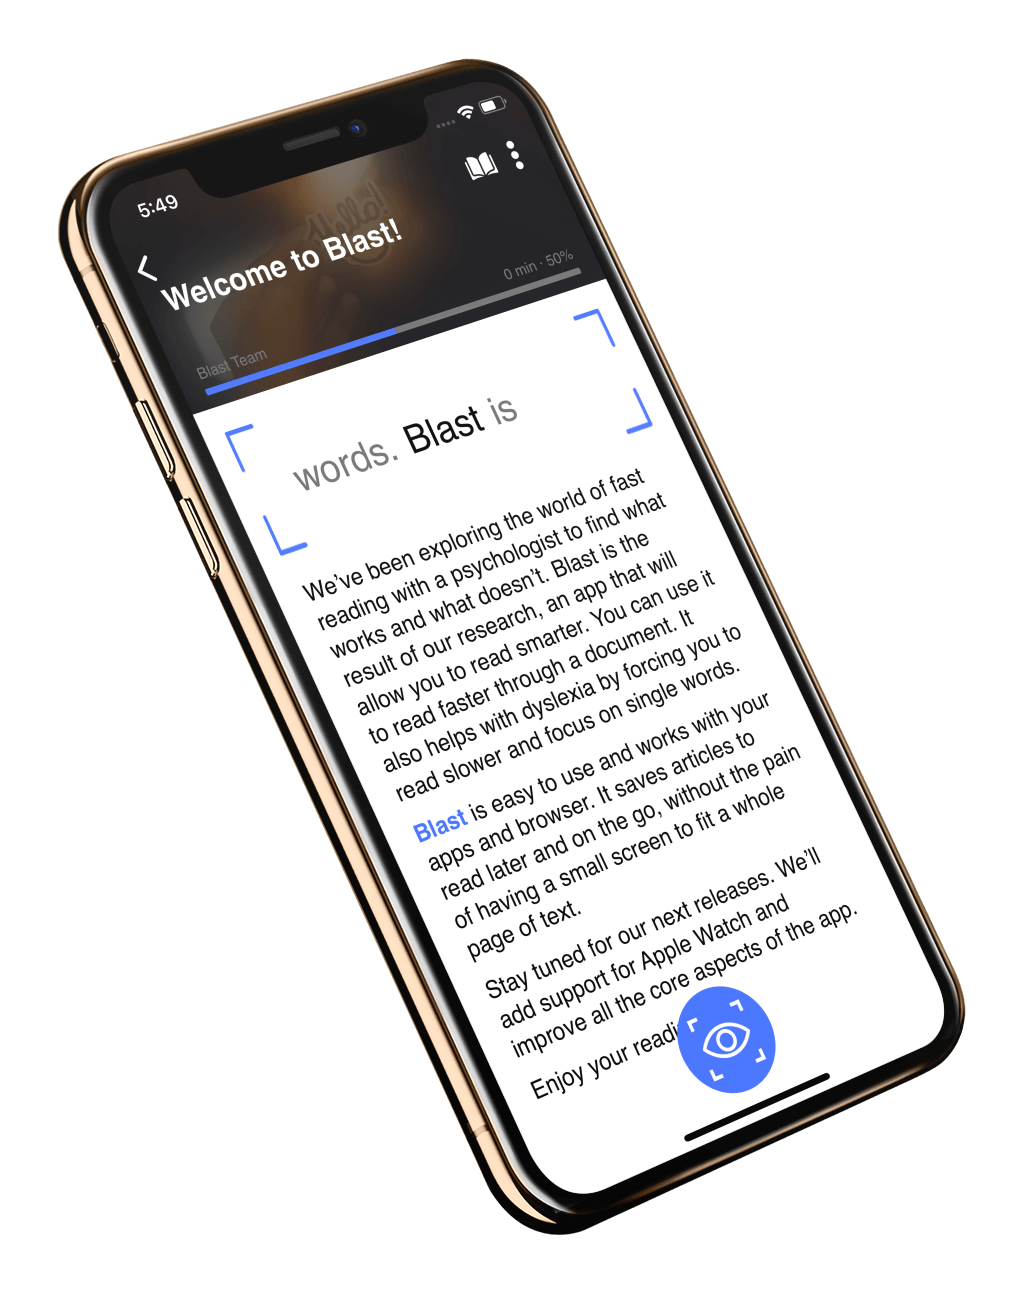 5:49
Hello!
Welcome to Blast!
0 min · 50%
Blast Team
words. Blast is
We've been exploring the world of fast
reading with a psychologist to find what
works and what doesn't. Blast is the
result of our research, an app that will
allow you to read smarter. You can use it
to read faster through a document. It
also helps with dyslexia by forcing you to
read slower and focus on single words.
Blast is easy to use and works with your
apps and browser. It saves articles to
read later and on the go, without the pain
of having a small screen to fit a whole
page of text.
Stay tuned for our next releases. We'll
add support for Apple Watch and
improve all the core aspects of the app.
Enjoy your